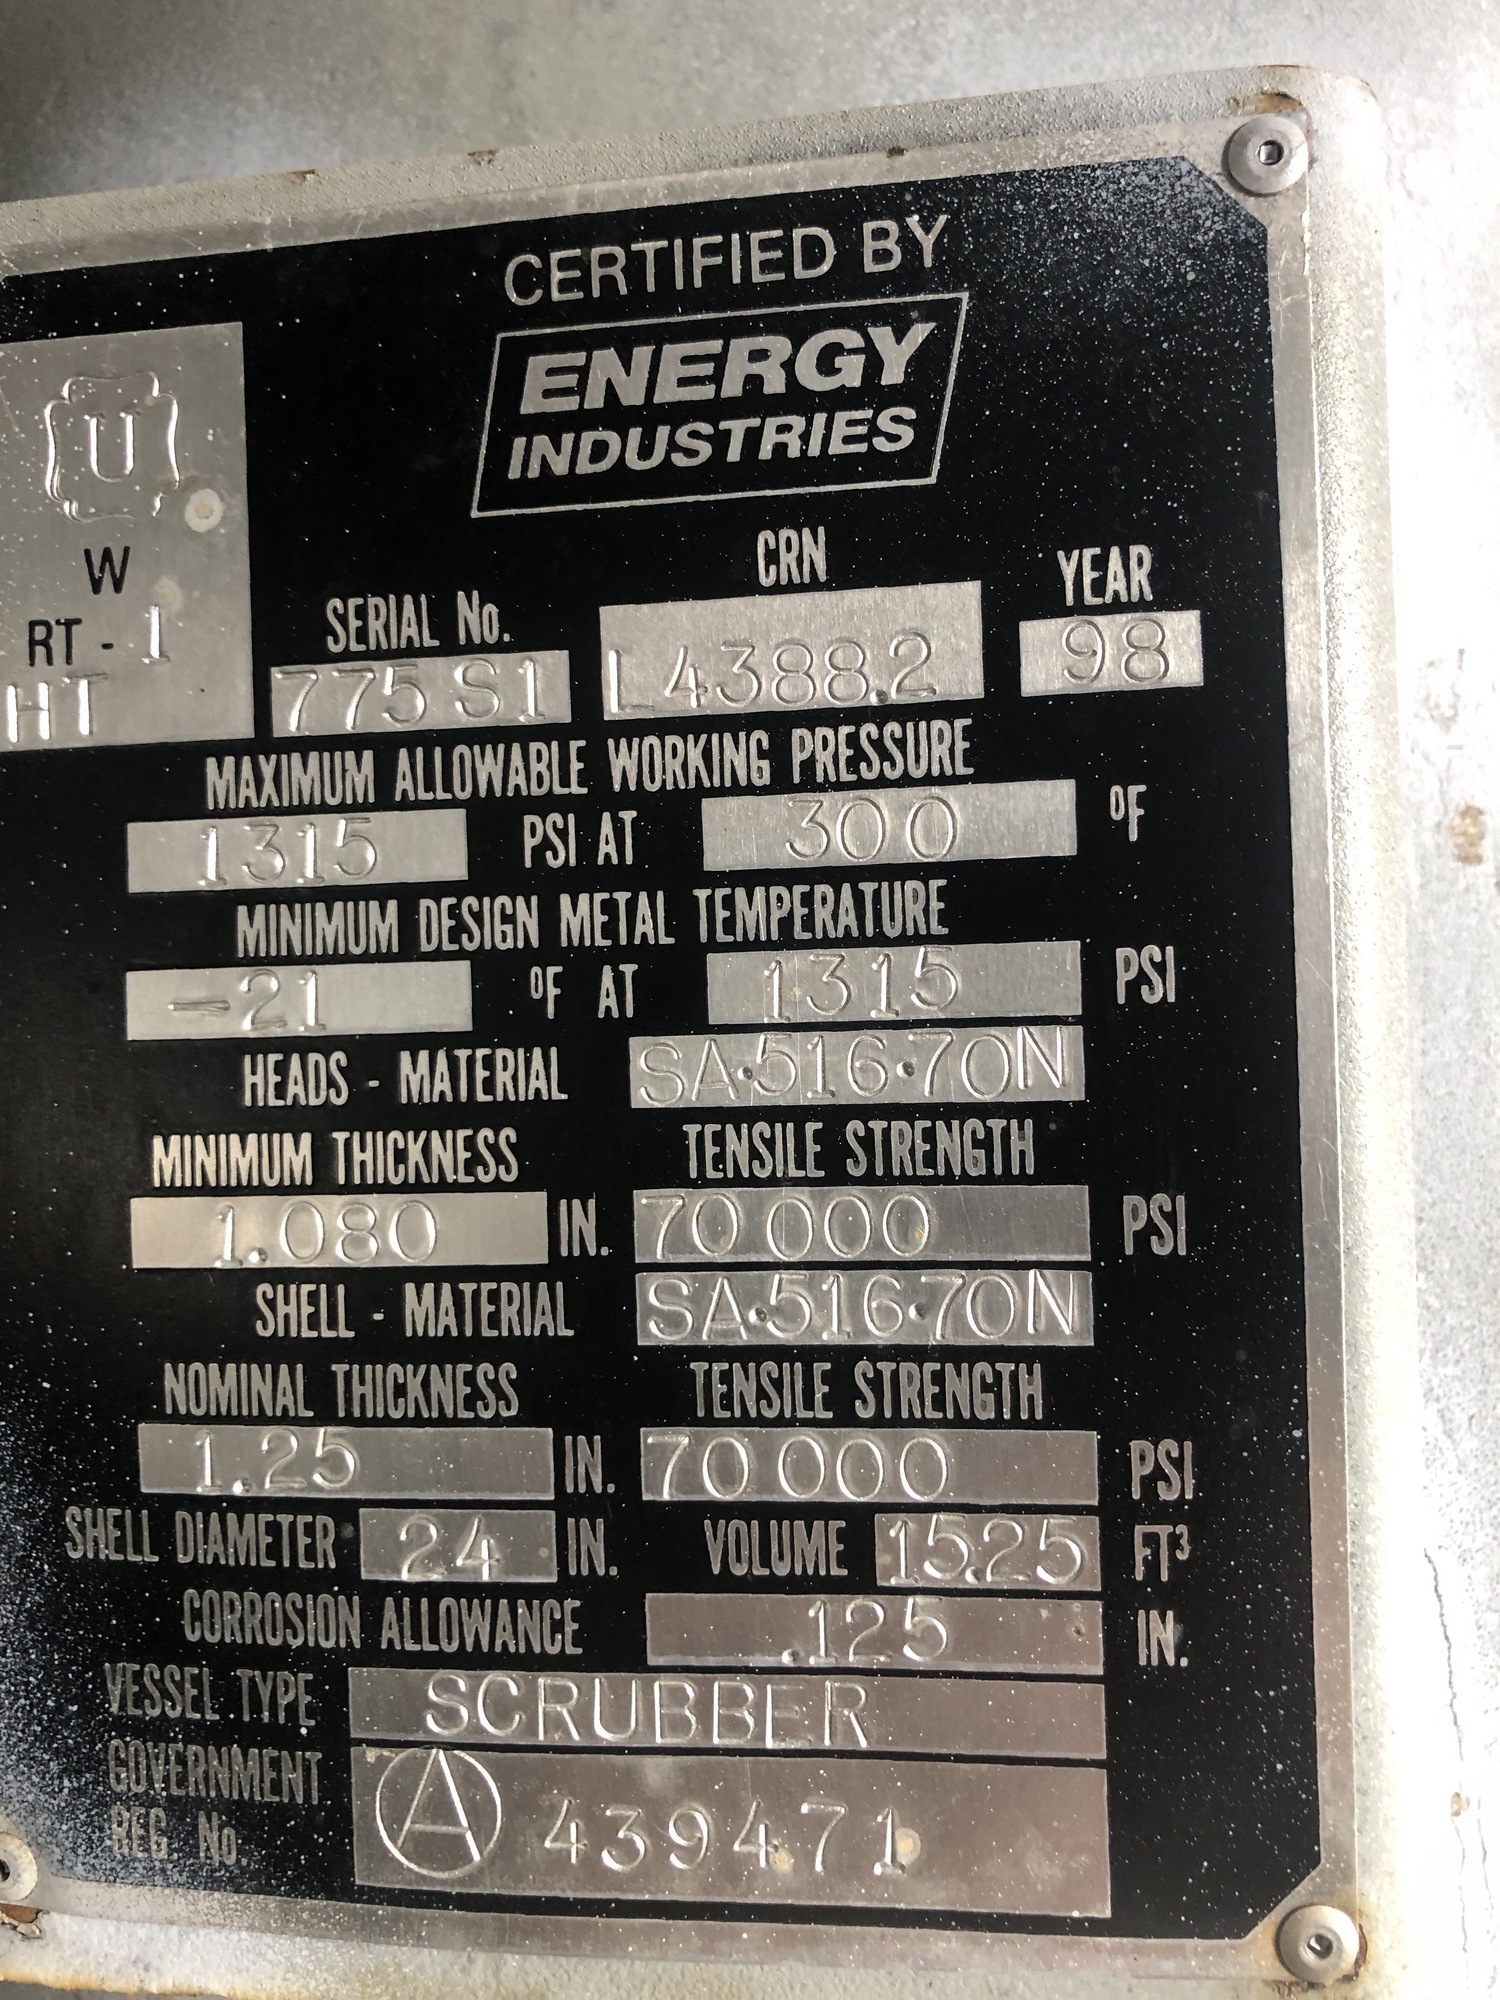 CERTIFIED BY
ENERGY
INDUSTRIES
U
W
RT - 1
HT
SERIAL No. CRN YEAR
775 S1 L4388.2 98
MAXIMUM ALLOWABLE WORKING PRESSURE
1315 PSI AT 300 °F
MINIMUM DESIGN METAL TEMPERATURE
-21 °F AT 1315 PSI
HEADS - MATERIAL SA·516·70N
MINIMUM THICKNESS TENSILE STRENGTH
1.080 IN. 70 000 PSI
SHELL - MATERIAL SA·516·70N
NOMINAL THICKNESS TENSILE STRENGTH
1.25 IN. 70 000 PSI
SHELL DIAMETER 24 IN. VOLUME 15.25 FT³
CORROSION ALLOWANCE .125 IN.
VESSEL TYPE SCRUBBER
GOVERNMENT
REG. No. A 439471